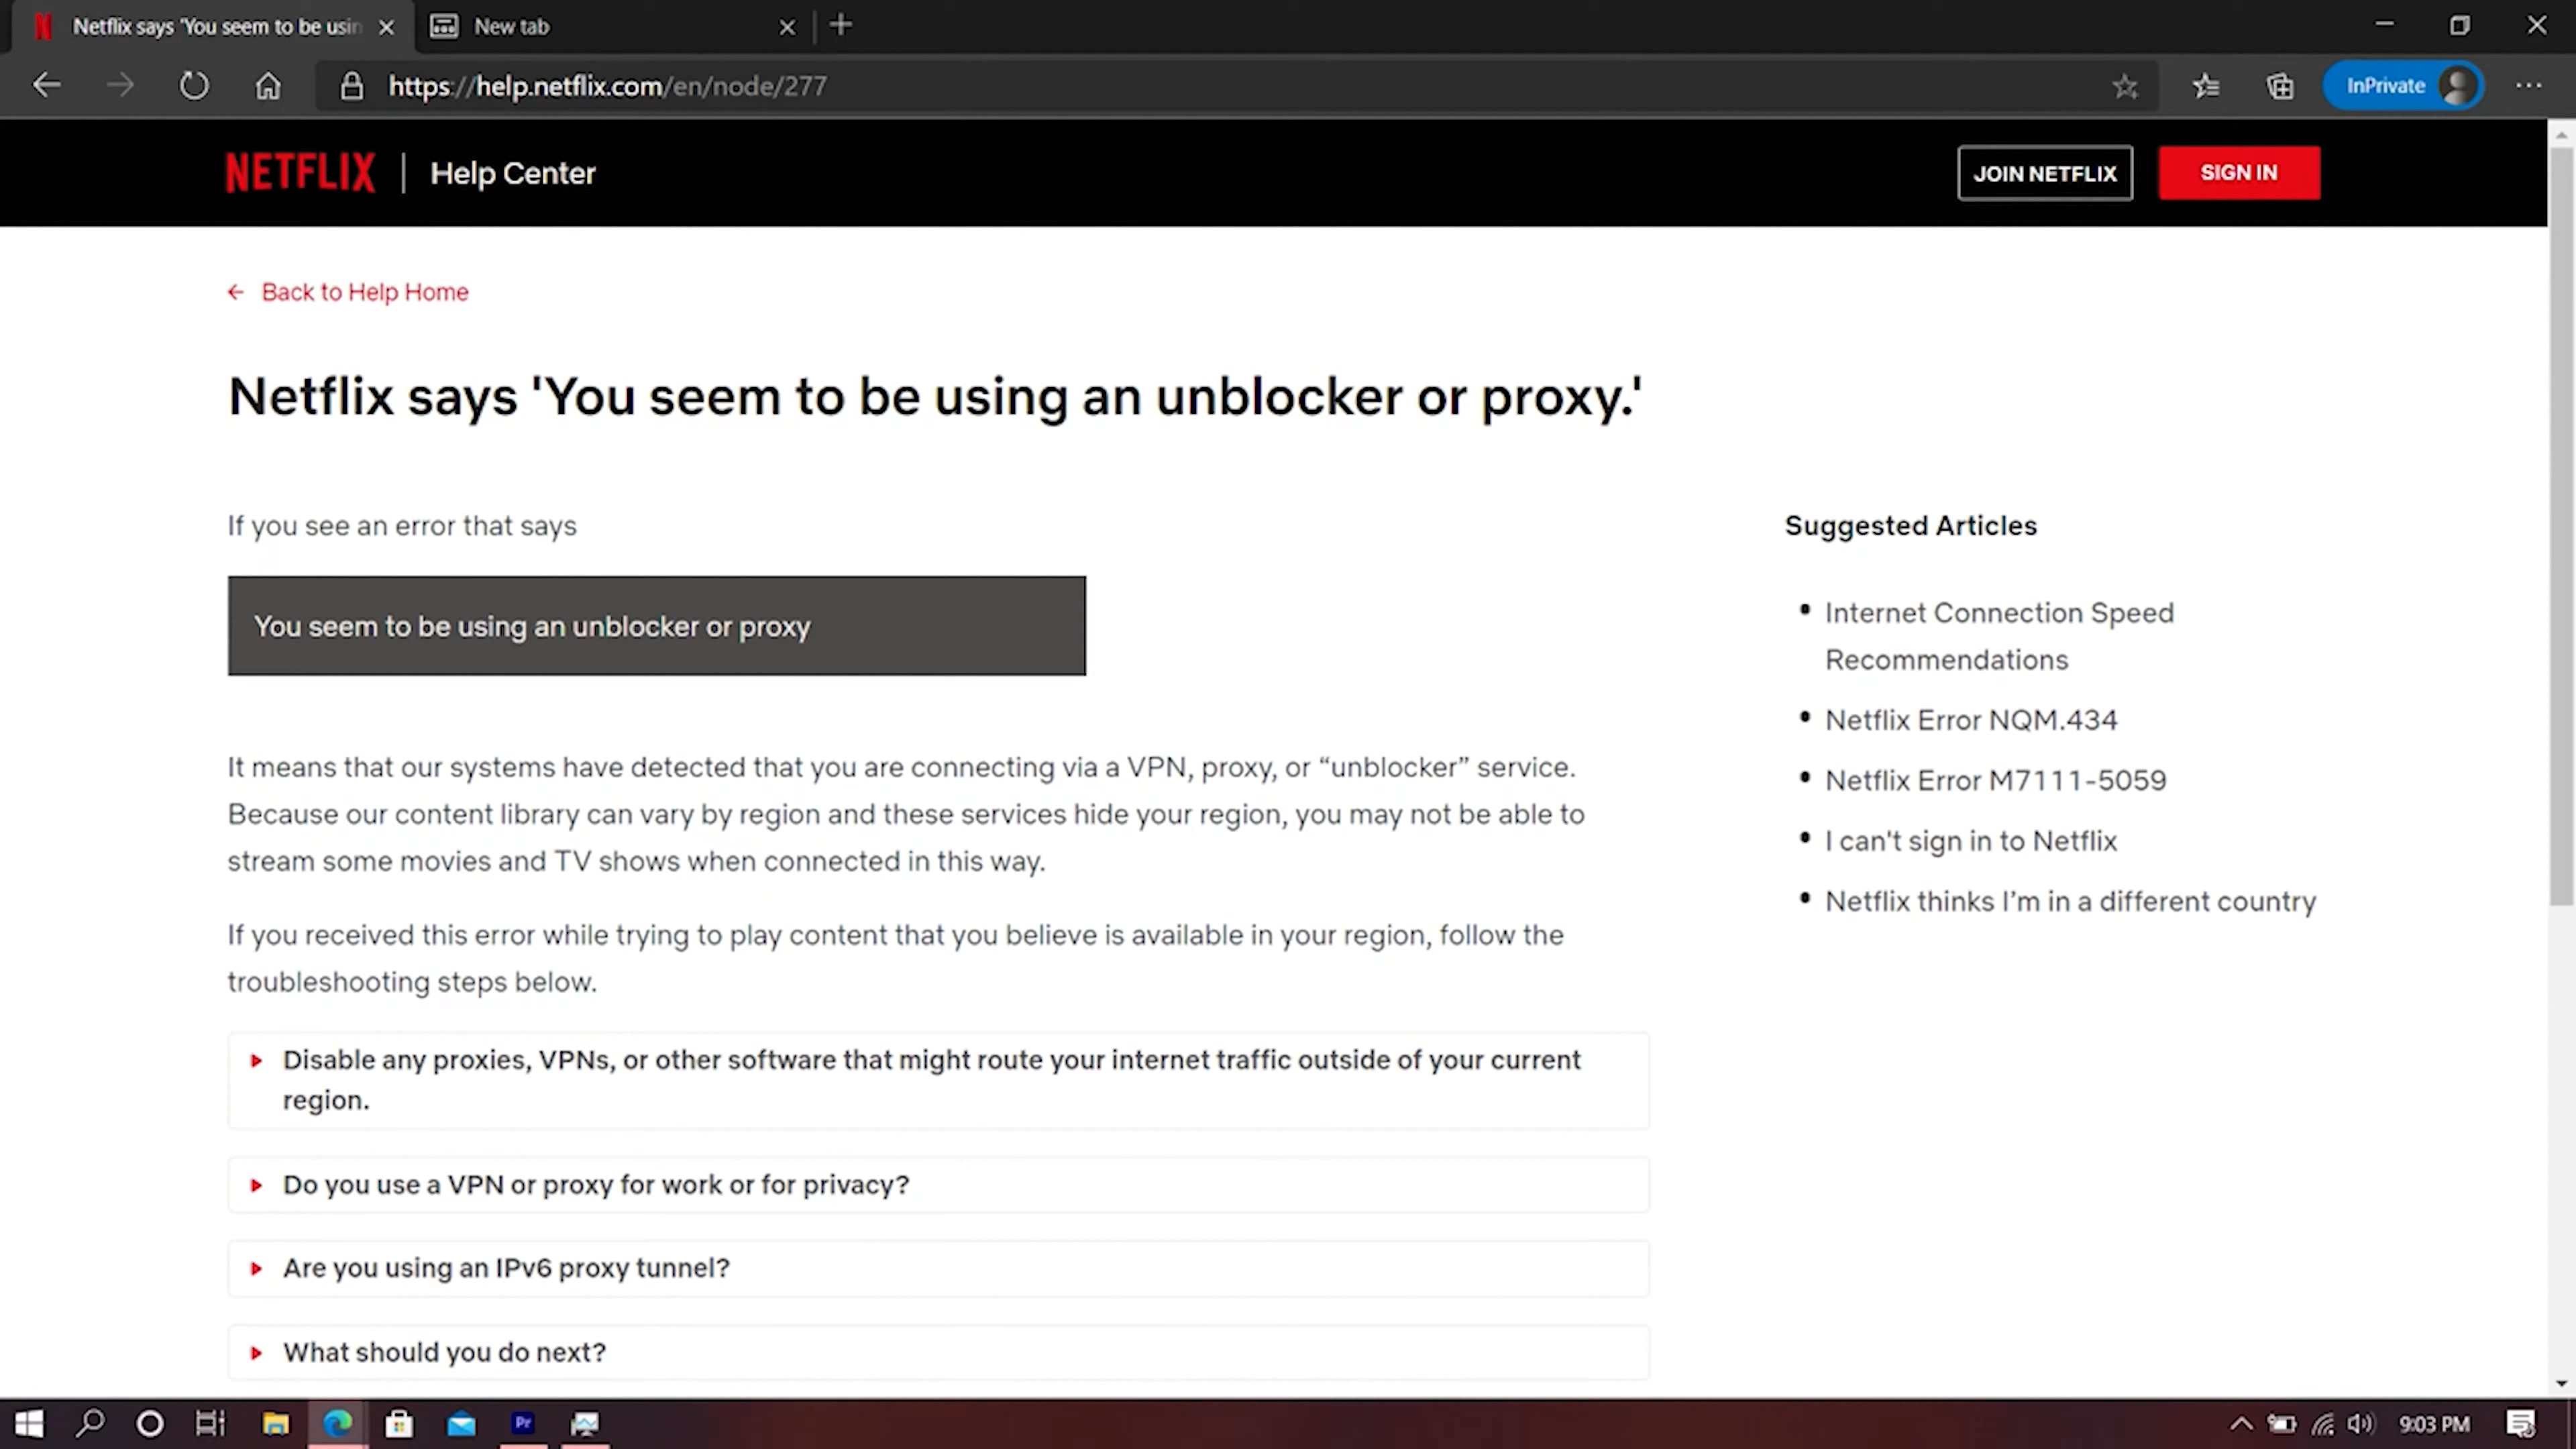 Netflix says 'You seem to be usin
New tab
https://help.netflix.com/en/node/277
InPrivate
NETFLIX | Help Center
JOIN NETFLIX
SIGN IN
← Back to Help Home
Netflix says 'You seem to be using an unblocker or proxy.'
If you see an error that says
You seem to be using an unblocker or proxy
It means that our systems have detected that you are connecting via a VPN, proxy, or “unblocker” service.
Because our content library can vary by region and these services hide your region, you may not be able to
stream some movies and TV shows when connected in this way.
If you received this error while trying to play content that you believe is available in your region, follow the
troubleshooting steps below.
Disable any proxies, VPNs, or other software that might route your internet traffic outside of your current
region.
Do you use a VPN or proxy for work or for privacy?
Are you using an IPv6 proxy tunnel?
What should you do next?
Suggested Articles
• Internet Connection Speed
Recommendations
• Netflix Error NQM.434
• Netflix Error M7111-5059
• I can't sign in to Netflix
• Netflix thinks I’m in a different country
Pr
9:03 PM